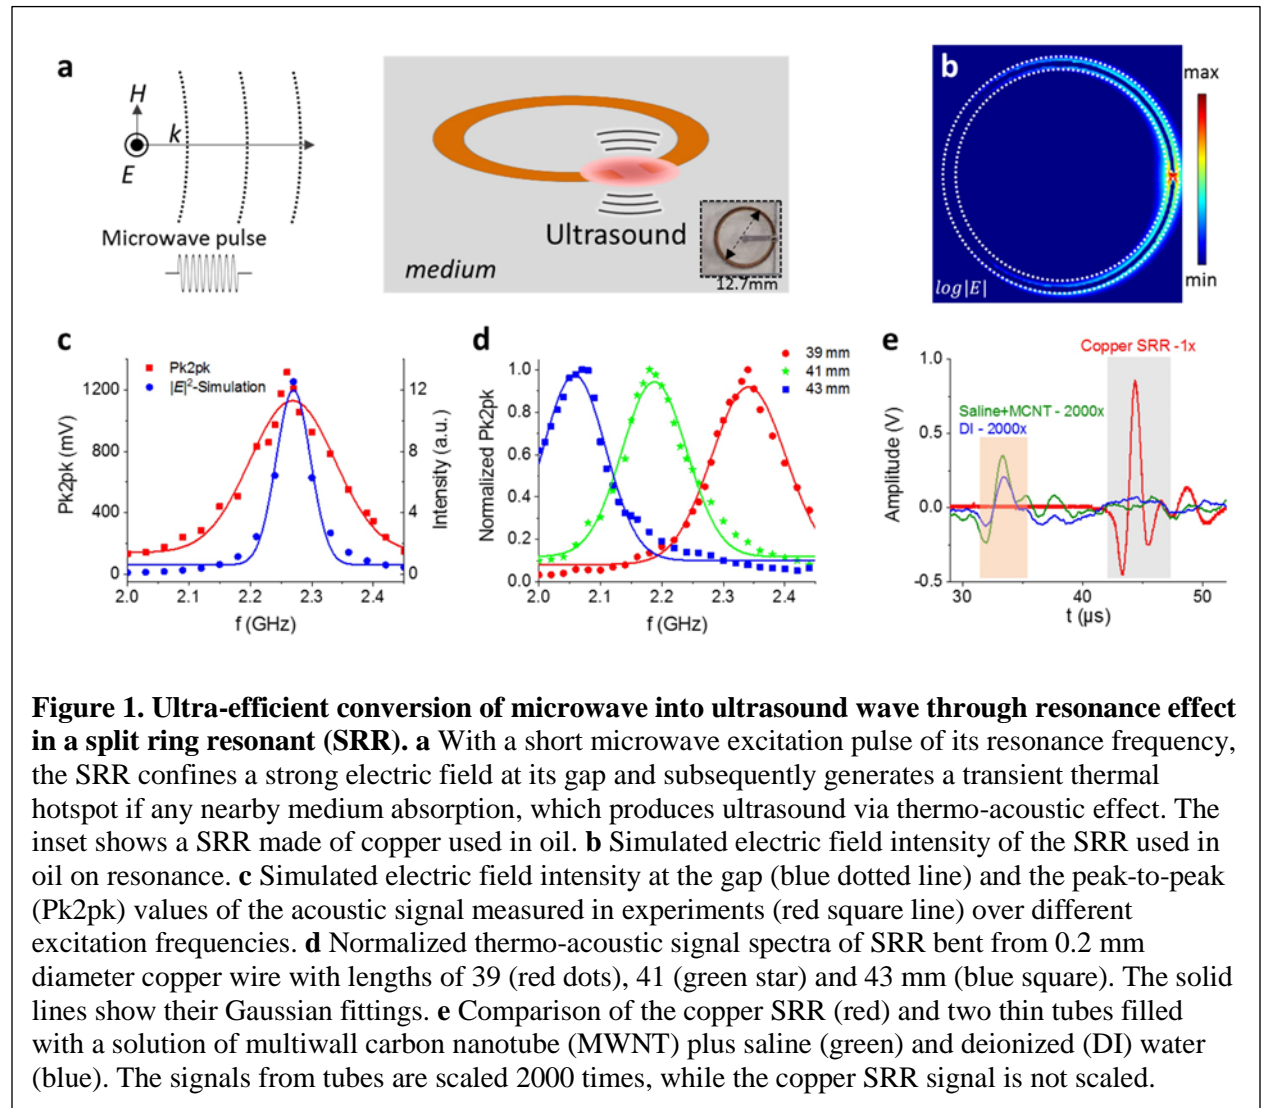 a
H
k
E
Microwave pulse
Ultrasound
medium
12.7mm
b
max
min
log|E|
c
Pk2pk
|E|²-Simulation
1200
800
400
0
12
8
4
0
Pk2pk (mV)
Intensity (a.u.)
2.0 2.1 2.2 2.3 2.4
f (GHz)
d
39 mm
41 mm
43 mm
1.0
0.8
0.6
0.4
0.2
0.0
Normalized Pk2pk
2.0 2.1 2.2 2.3 2.4
f (GHz)
e
Copper SRR -1x
Saline+MCNT - 2000x
DI - 2000x
1.0
0.5
0.0
-0.5
Amplitude (V)
30 40 50
t (µs)
Figure 1. Ultra-efficient conversion of microwave into ultrasound wave through resonance effect
in a split ring resonant (SRR). a With a short microwave excitation pulse of its resonance frequency,
the SRR confines a strong electric field at its gap and subsequently generates a transient thermal
hotspot if any nearby medium absorption, which produces ultrasound via thermo-acoustic effect. The
inset shows a SRR made of copper used in oil. b Simulated electric field intensity of the SRR used in
oil on resonance. c Simulated electric field intensity at the gap (blue dotted line) and the peak-to-peak
(Pk2pk) values of the acoustic signal measured in experiments (red square line) over different
excitation frequencies. d Normalized thermo-acoustic signal spectra of SRR bent from 0.2 mm
diameter copper wire with lengths of 39 (red dots), 41 (green star) and 43 mm (blue square). The solid
lines show their Gaussian fittings. e Comparison of the copper SRR (red) and two thin tubes filled
with a solution of multiwall carbon nanotube (MWNT) plus saline (green) and deionized (DI) water
(blue). The signals from tubes are scaled 2000 times, while the copper SRR signal is not scaled.